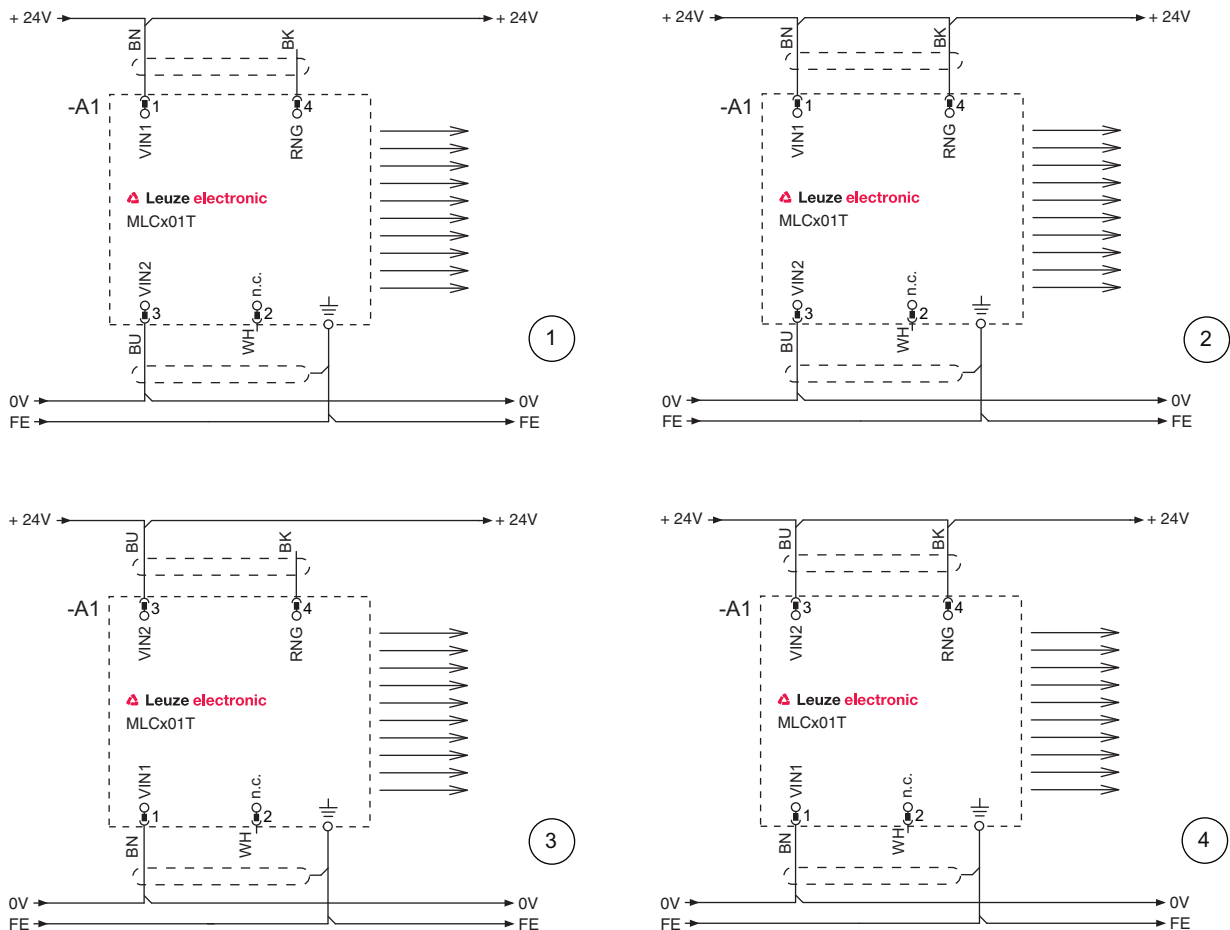 + 24V
+ 24V
BN
BK
-A1
1
4
VIN1
RNG
Leuze electronic
MLCx01T
VIN2
n.c.
3
2
BU
WH
1
0V
0V
FE
FE
+ 24V
+ 24V
BN
BK
-A1
1
4
VIN1
RNG
Leuze electronic
MLCx01T
VIN2
n.c.
3
2
BU
WH
2
0V
0V
FE
FE
+ 24V
+ 24V
BU
BK
-A1
3
4
VIN2
RNG
Leuze electronic
MLCx01T
VIN1
n.c.
1
2
BN
WH
3
0V
0V
FE
FE
+ 24V
+ 24V
BU
BK
-A1
3
4
VIN2
RNG
Leuze electronic
MLCx01T
VIN1
n.c.
1
2
BN
WH
4
0V
0V
FE
FE